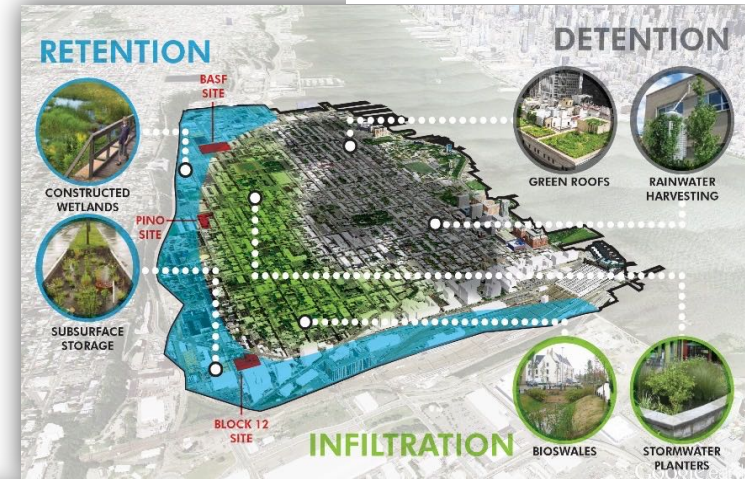 RETENTION
DETENTION
BASF
SITE
CONSTRUCTED
WETLANDS
GREEN ROOFS
RAINWATER
HARVESTING
PINO
SITE
SUBSURFACE
STORAGE
BLOCK 12
SITE
INFILTRATION
BIOSWALES
STORMWATER
PLANTERS